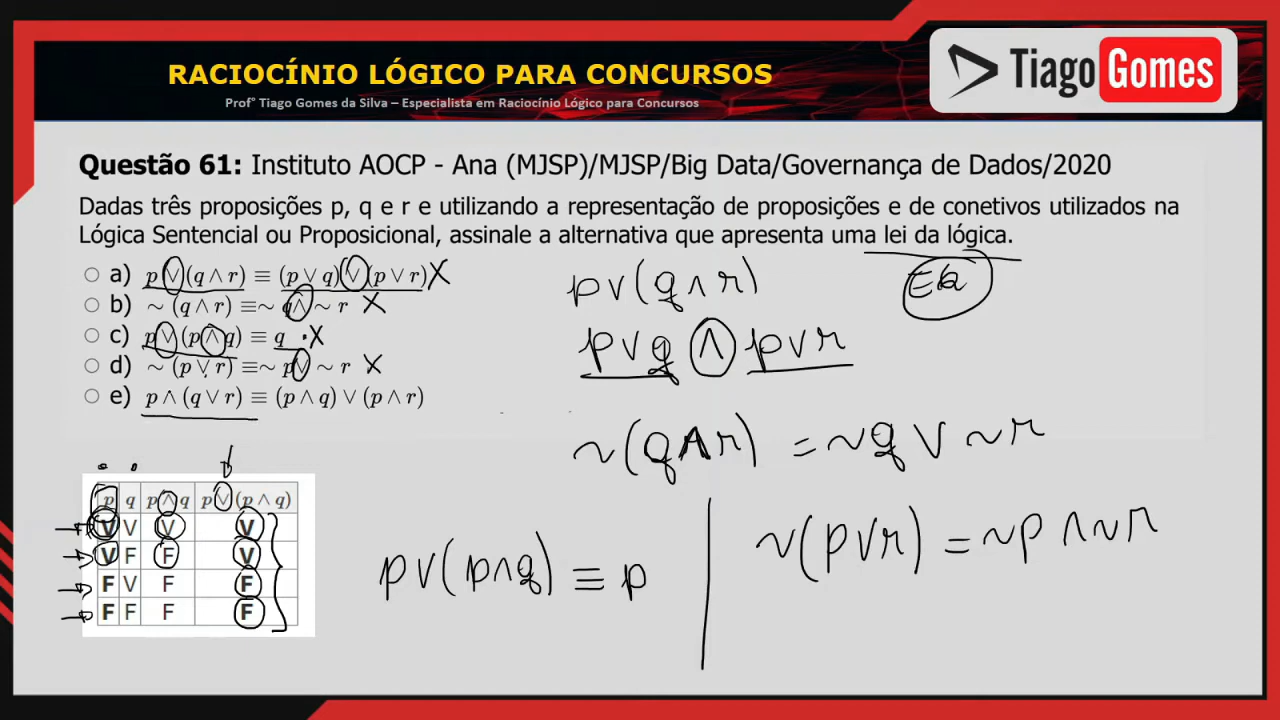 RACIOCÍNIO LÓGICO PARA CONCURSOS
Prof° Tiago Gomes da Silva – Especialista em Raciocínio Lógico para Concursos
Tiago Gomes
Questão 61: Instituto AOCP - Ana (MJSP)/MJSP/Big Data/Governança de Dados/2020
Dadas três proposições p, q e r e utilizando a representação de proposições e de conetivos utilizados na
Lógica Sentencial ou Proposicional, assinale a alternativa que apresenta uma lei da lógica.
a) p ∨ (q ∧ r) ≡ (p ∨ q) ∨ (p ∨ r) X
b) ∼ (q ∧ r) ≡∼ q ∧ ∼ r X
c) p ∨ (p ∧ q) ≡ q X
d) ∼ (p ∨ r) ≡∼ p ∨ ∼ r X
e) p ∧ (q ∨ r) ≡ (p ∧ q) ∨ (p ∧ r)
p ∨ (q ∧ r)
p ∨ q ∧ p ∨ r
~(q ∧ r) = ~q ∨ ~r
p q p ∧ q p ∨ (p ∧ q)
V V V V
V F F V
F V F F
F F F F
p ∨ (p ∧ q) ≡ p
~(p ∨ r) = ~p ∧ ~r